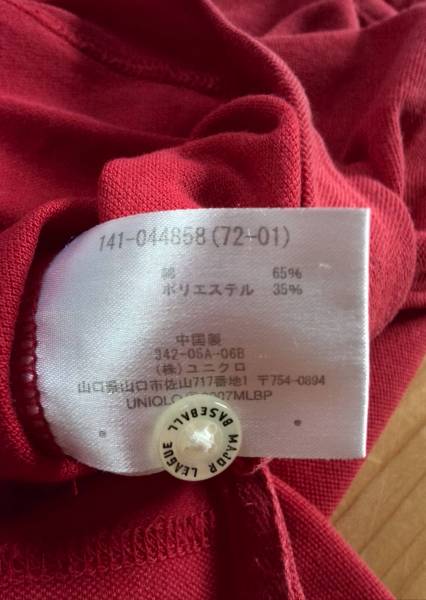 141-044858(72-01)
綿 65%
ポリエステル 35%
中国製
342-05A-06B
(株)ユニクロ
山口県山口市佐山717番地1 〒754-0894
UNIQLO 007MLBP
MAJOR LEAGUE BASEBALL